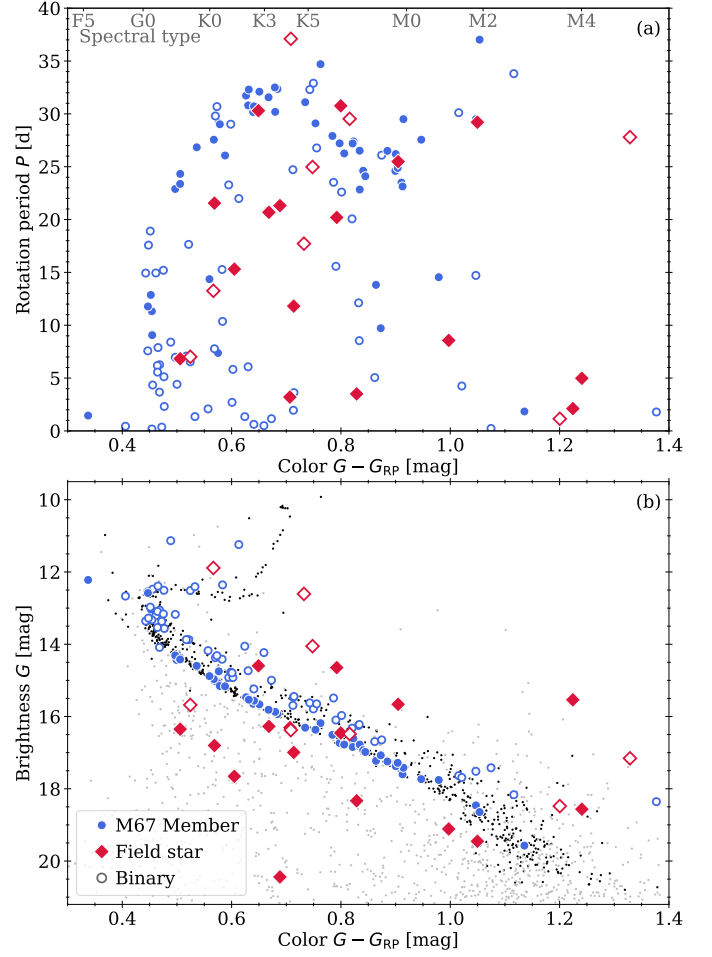 F5 G0 K0 K3 K5 M0 M2 M4
Spectral type
(a)
40
35
30
25
20
15
10
5
0
Rotation period P [d]
0.4 0.6 0.8 1.0 1.2 1.4
Color G − G_RP [mag]
(b)
10
12
14
16
18
20
Brightness G [mag]
M67 Member
Field star
Binary
0.4 0.6 0.8 1.0 1.2 1.4
Color G − G_RP [mag]